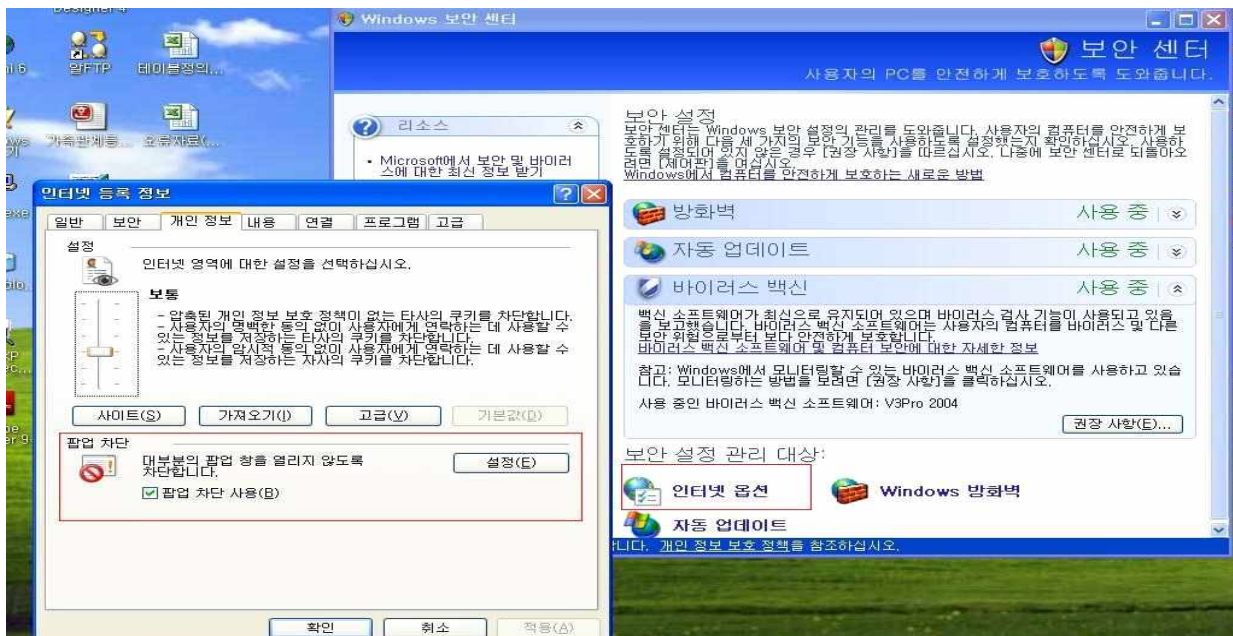 Designer 4
알FTP
테이블정의...
가족관계등...
오류자료(...
Windows 보안 센터
보안 센터
사용자의 PC를 안전하게 보호하도록 도와줍니다.
리소스
• Microsoft에서 보안 및 바이러
스에 대한 최신 정보 받기
보안 설정
보안 센터는 Windows 보안 설정의 관리를 도와줍니다. 사용자의 컴퓨터를 안전하게 보
호하기 위해 다음 세 가지의 보안 기능을 사용하도록 설정했는지 확인하십시오. 사용하
도록 설정되어 있지 않은 경우 [권장 사항]을 따르십시오. 나중에 보안 센터로 되돌아오
려면 [제어판]을 여십시오.
Windows에서 컴퓨터를 안전하게 보호하는 새로운 방법
방화벽 사용 중
자동 업데이트 사용 중
바이러스 백신 사용 중
백신 소프트웨어가 최신으로 유지되어 있으며 바이러스 검사 기능이 사용되고 있음
을 보고했습니다. 바이러스 백신 소프트웨어는 사용자의 컴퓨터를 바이러스 및 다른
보안 위험으로부터 보다 안전하게 보호합니다.
바이러스 백신 소프트웨어 및 컴퓨터 보안에 대한 자세한 정보
참고: Windows에서 모니터링할 수 있는 바이러스 백신 소프트웨어를 사용하고 있습
니다. 모니터링하는 방법을 보려면 [권장 사항]을 클릭하십시오.
사용 중인 바이러스 백신 소프트웨어: V3Pro 2004
권장 사항(E)...
보안 설정 관리 대상:
인터넷 옵션
Windows 방화벽
자동 업데이트
니다. 개인 정보 보호 정책을 참조하십시오.
인터넷 등록 정보
일반 보안 개인 정보 내용 연결 프로그램 고급
설정
인터넷 영역에 대한 설정을 선택하십시오.
보통
- 압축된 개인 정보 보호 정책이 없는 타사의 쿠키를 차단합니다.
- 사용자의 명백한 동의 없이 사용자에게 연락하는 데 사용할 수
있는 정보를 저장하는 타사의 쿠키를 차단합니다.
- 사용자의 암시적 동의 없이 사용자에게 연락하는 데 사용할 수
있는 정보를 저장하는 자사의 쿠키를 차단합니다.
사이트(S) 가져오기(I) 고급(V) 기본값(D)
팝업 차단
대부분의 팝업 창을 열리지 않도록
차단합니다.
설정(E)
팝업 차단 사용(B)
확인 취소 적용(A)